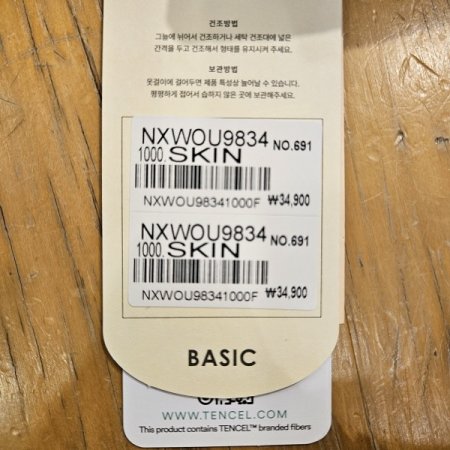 건조방법
그늘에 뉘어서 건조하거나 세탁 건조대에 넓은
간격을 두고 건조해서 형태를 유지시켜 주세요.
보관방법
옷걸이에 걸어두면 제품 특성상 늘어날 수 있습니다.
평평하게 접어서 습하지 않은 곳에 보관해주세요.
NXWOU9834 NO.691
1000. SKIN
NXWOU98341000F ₩34,900
NXWOU9834 NO.691
1000. SKIN
NXWOU98341000F ₩34,900
BASIC
WWW.TENCEL.COM
This product contains TENCEL™ branded fibers